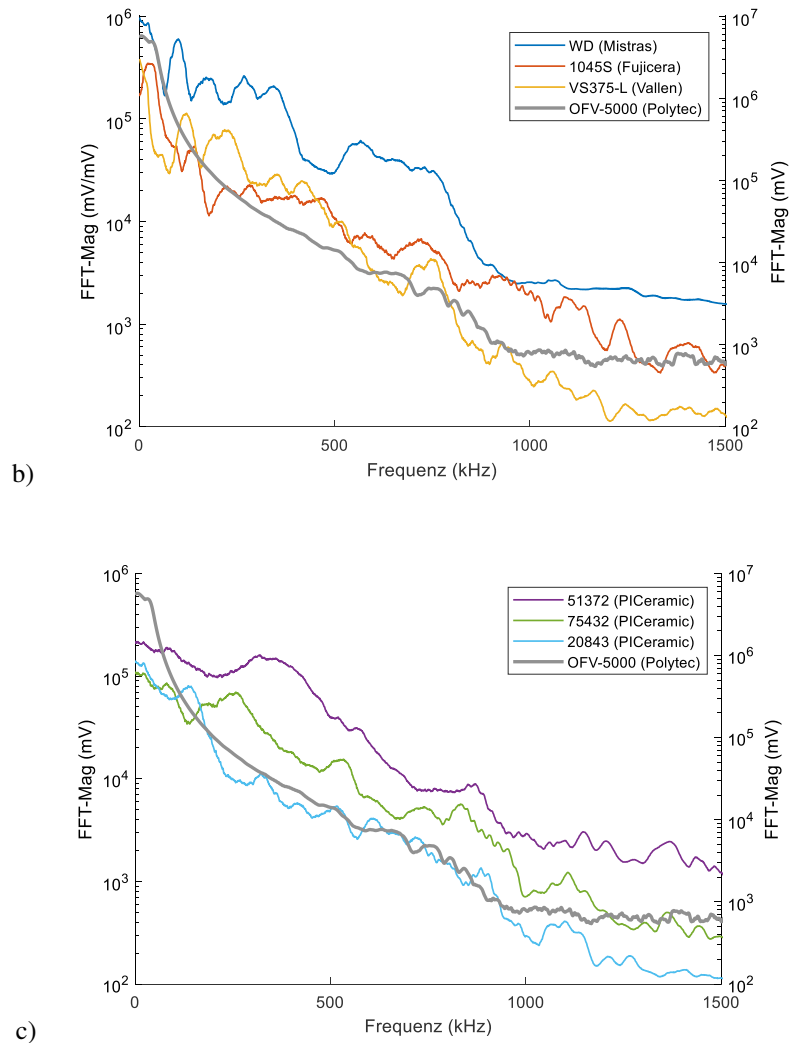 10^6
10^5
10^4
10^3
10^2
FFT-Mag (mV/mV)
10^7
10^6
10^5
10^4
10^3
10^2
FFT-Mag (mV)
WD (Mistras)
1045S (Fujicera)
VS375-L (Vallen)
OFV-5000 (Polytec)
0 500 1000 1500
Frequenz (kHz)
b)
10^6
10^5
10^4
10^3
10^2
FFT-Mag (mV)
10^7
10^6
10^5
10^4
10^3
10^2
FFT-Mag (mV)
51372 (PICeramic)
75432 (PICeramic)
20843 (PICeramic)
OFV-5000 (Polytec)
0 500 1000 1500
Frequenz (kHz)
c)